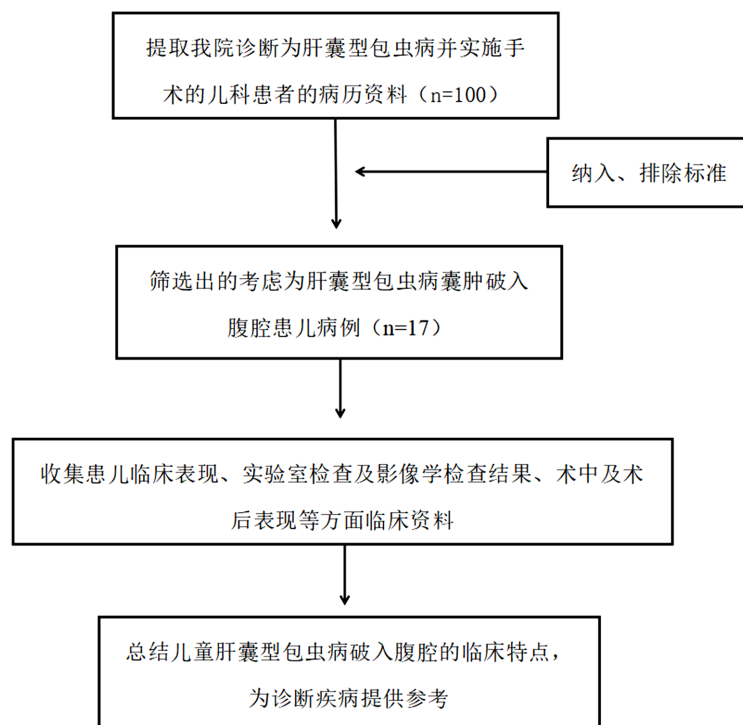 提取我院诊断为肝囊型包虫病并实施手
术的儿科患者的病历资料（n=100）
纳入、排除标准
筛选出的考虑为肝囊型包虫病囊肿破入
腹腔患儿病例（n=17）
收集患儿临床表现、实验室检查及影像学检查结果、术中及术
后表现等方面临床资料
总结儿童肝囊型包虫病破入腹腔的临床特点，
为诊断疾病提供参考